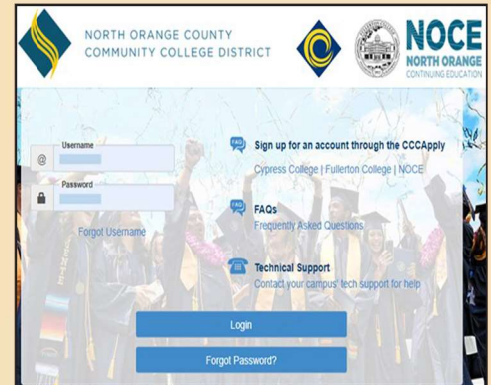 NORTH ORANGE COUNTY
COMMUNITY COLLEGE DISTRICT
NOCE
NORTH ORANGE
CONTINUING EDUCATION
Username
@
Password
Forgot Username
FAQ
Sign up for an account through the CCCApply
Cypress College | Fullerton College | NOCE
FAQ
FAQs
Frequently Asked Questions
Technical Support
Contact your campus' tech support for help
Login
Forgot Password?